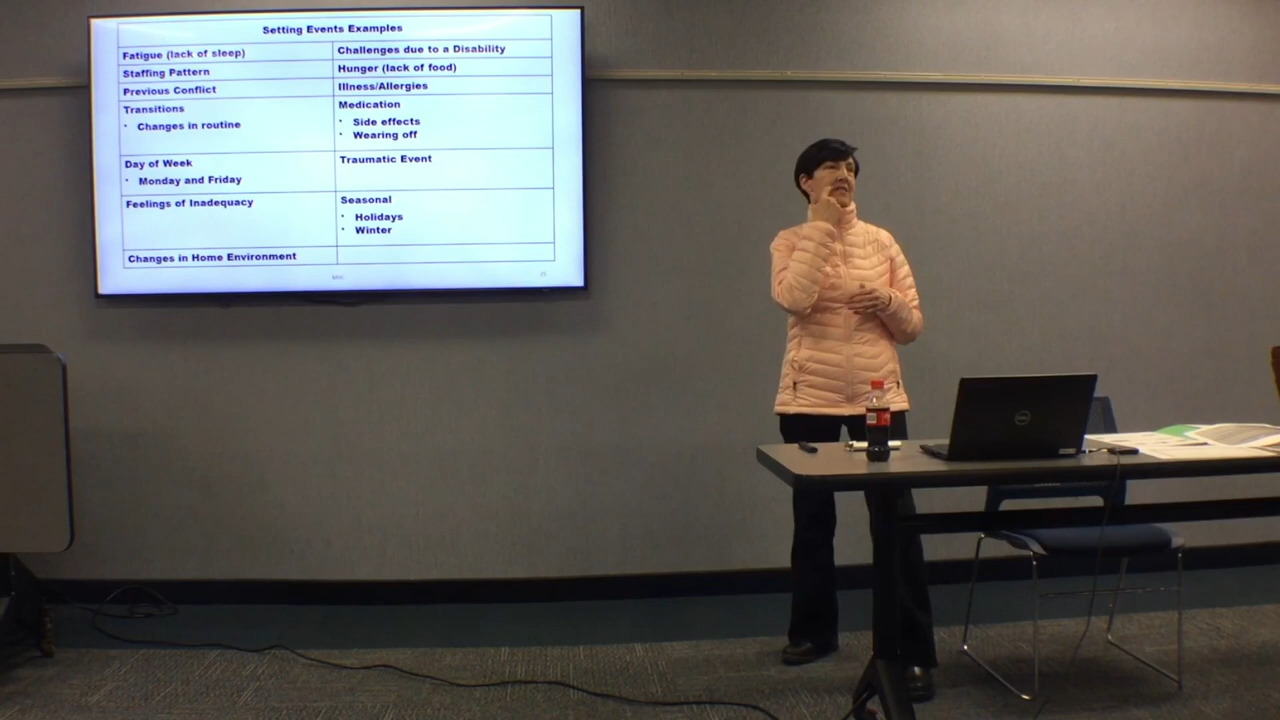 Setting Events Examples
Fatigue (lack of sleep)
Challenges due to a Disability
Staffing Pattern
Hunger (lack of food)
Previous Conflict
Illness/Allergies
Transitions
• Changes in routine
Medication
• Side effects
• Wearing off
Day of Week
• Monday and Friday
Traumatic Event
Feelings of Inadequacy
Seasonal
• Holidays
• Winter
Changes in Home Environment
DELL